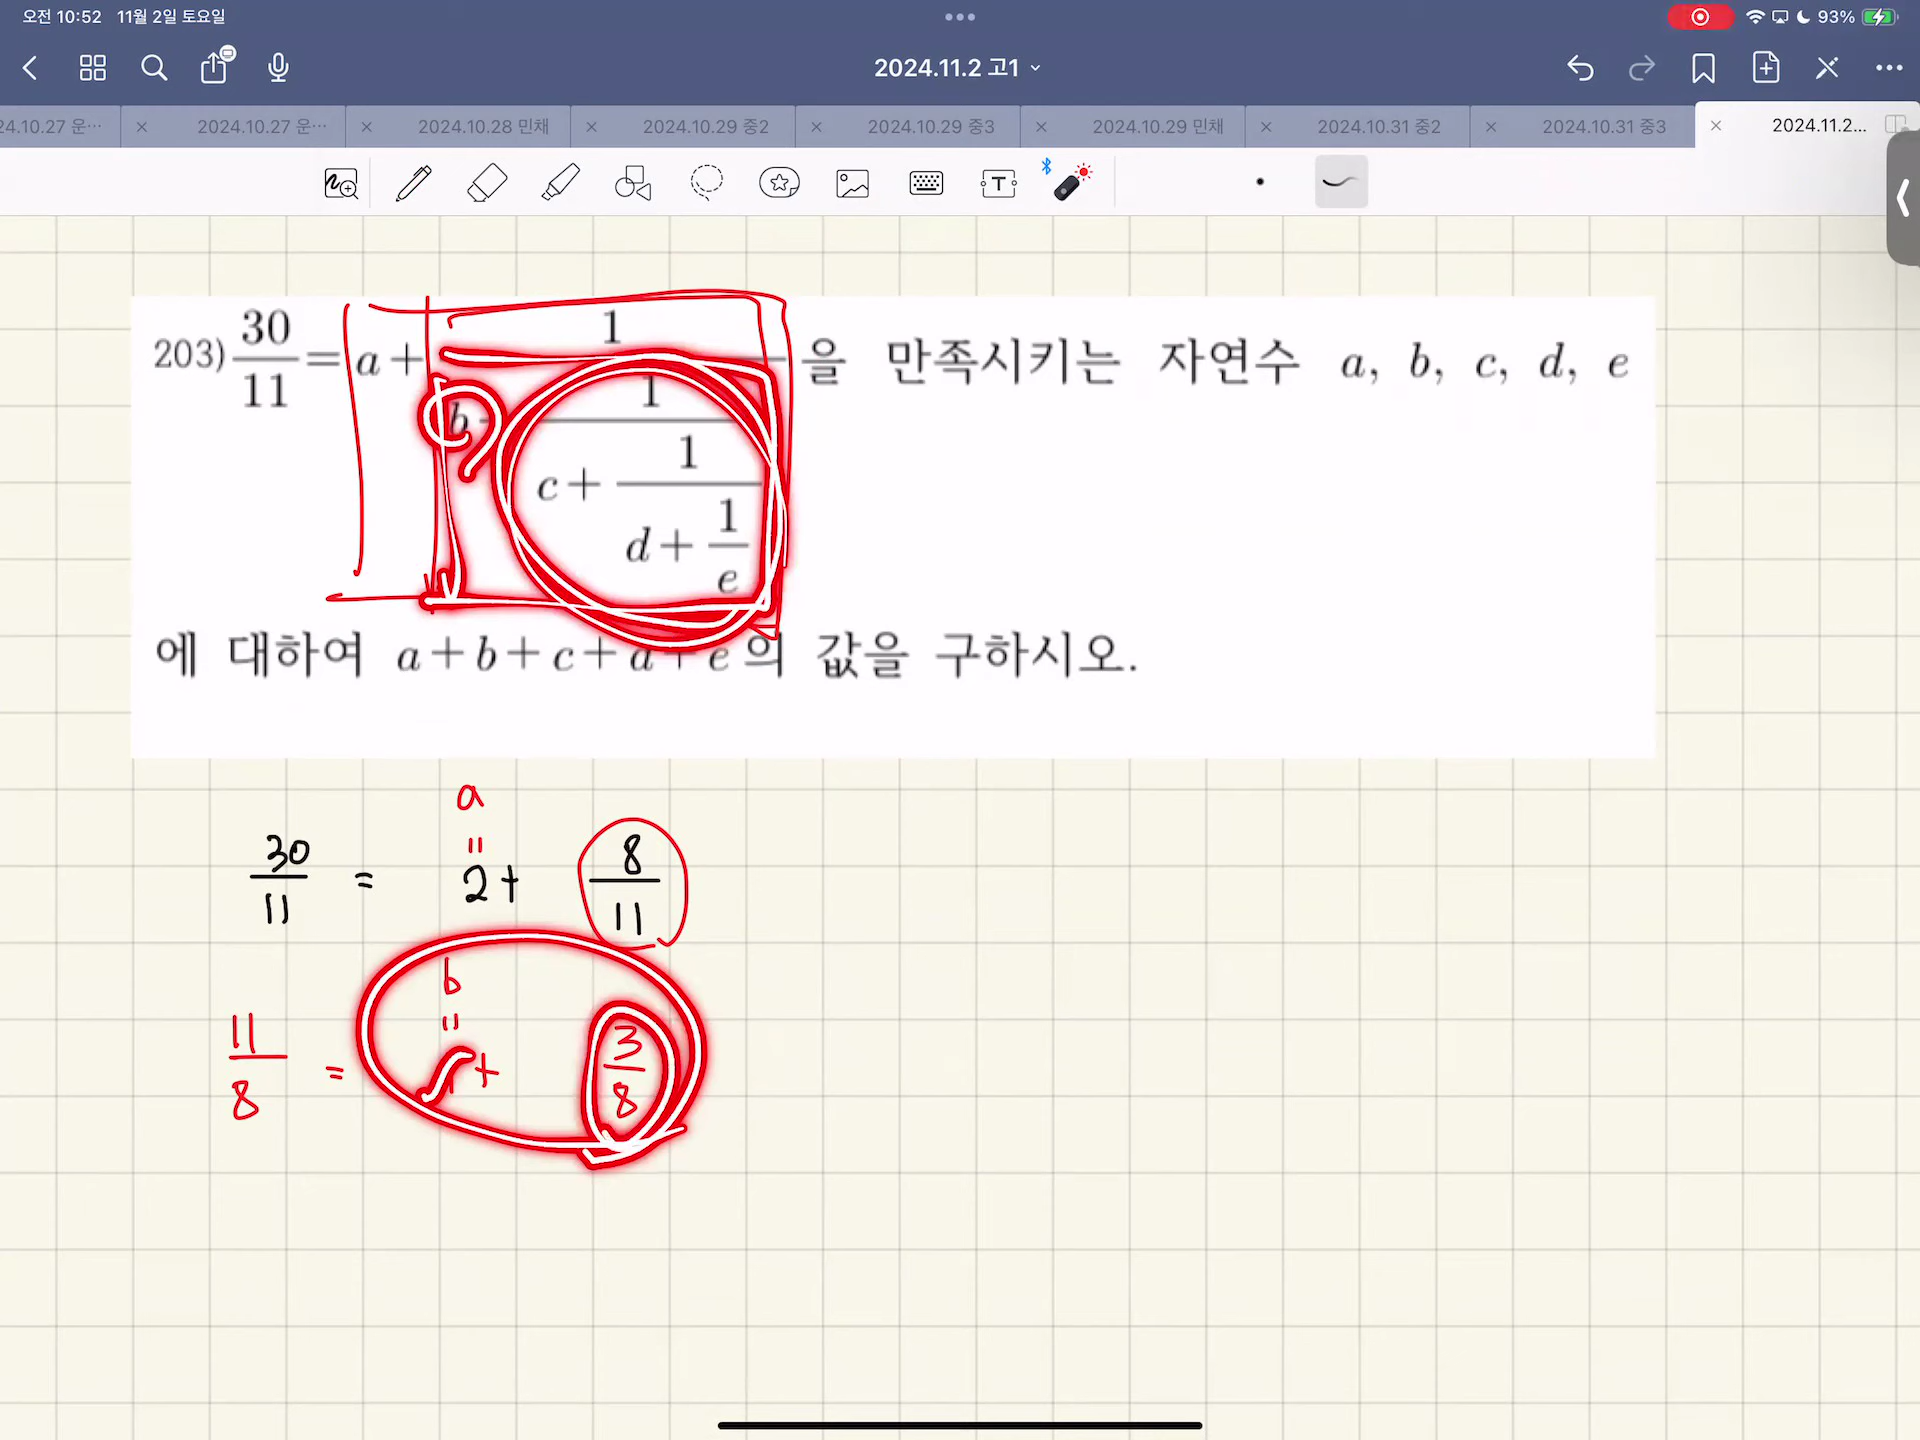 오전 10:52 11월 2일 토요일
93%
2024.11.2 고1
24.10.27 운… 2024.10.27 운… 2024.10.28 민채 2024.10.29 중2 2024.10.29 중3 2024.10.29 민채 2024.10.31 중2 2024.10.31 중3 2024.11.2...
T
203) 30/11 = a + 1/(b + 1/(c + 1/(d + 1/e))) 을 만족시키는 자연수 a, b, c, d, e
에 대하여 a+b+c+d+e의 값을 구하시오.
a
=
30/11 = 2 + 8/11
b
=
11/8 = 1 + 3/8